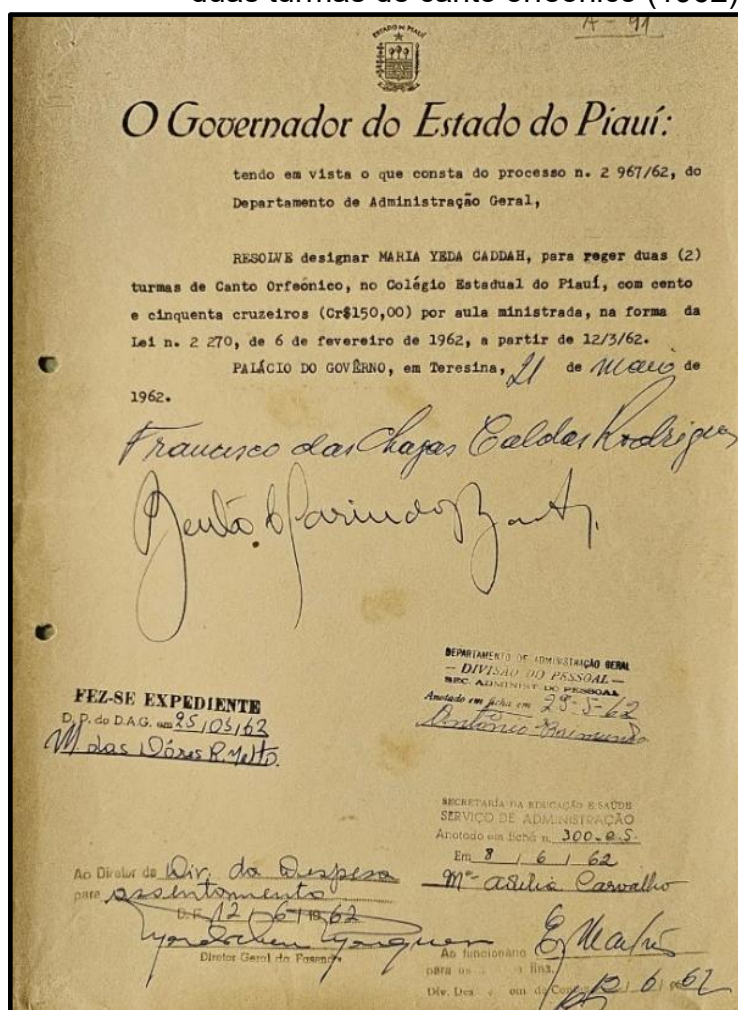 duas turmas de canto orfeônico (1962)
A - 91
ESTADO DO PIAUÍ
O Governador do Estado do Piauí:
tendo em vista o que consta do processo n. 2 967/62, do
Departamento de Administração Geral,
RESOLVE designar MARIA YEDA CADDAH, para reger duas (2)
turmas de Canto Orfeônico, no Colégio Estadual do Piauí, com cento
e cinquenta cruzeiros (Cr$150,00) por aula ministrada, na forma da
Lei n. 2 270, de 6 de fevereiro de 1962, a partir de 12/3/62.
PALÁCIO DO GOVÊRNO, em Teresina, 21 de maio de
1962.
Francisco das Chagas Caldas Rodrigues
DEPARTAMENTO DE ADMINISTRAÇÃO GERAL
— DIVISÃO DO PESSOAL —
SEC. ADMINIST. DO PESSOAL
Anotado em ficha em 29-5-62
Antônio Raimundo
FEZ-SE EXPEDIENTE
D. P. do D.A.G. em 25/05/62
M das Dôres R.
SECRETARIA DA EDUCAÇÃO E SAÚDE
SERVIÇO DE ADMINISTRAÇÃO
Anotado em ficha n. 300-e.s.
Em 8 / 6 / 62
Mª Carvalho
Ao Diretor da Div. da Despesa
para assentamento
12 / 6 / 1962
Diretor Geral da Fazenda
Ao funcionário
para os
Div. Des. em 12 / 6 / 62